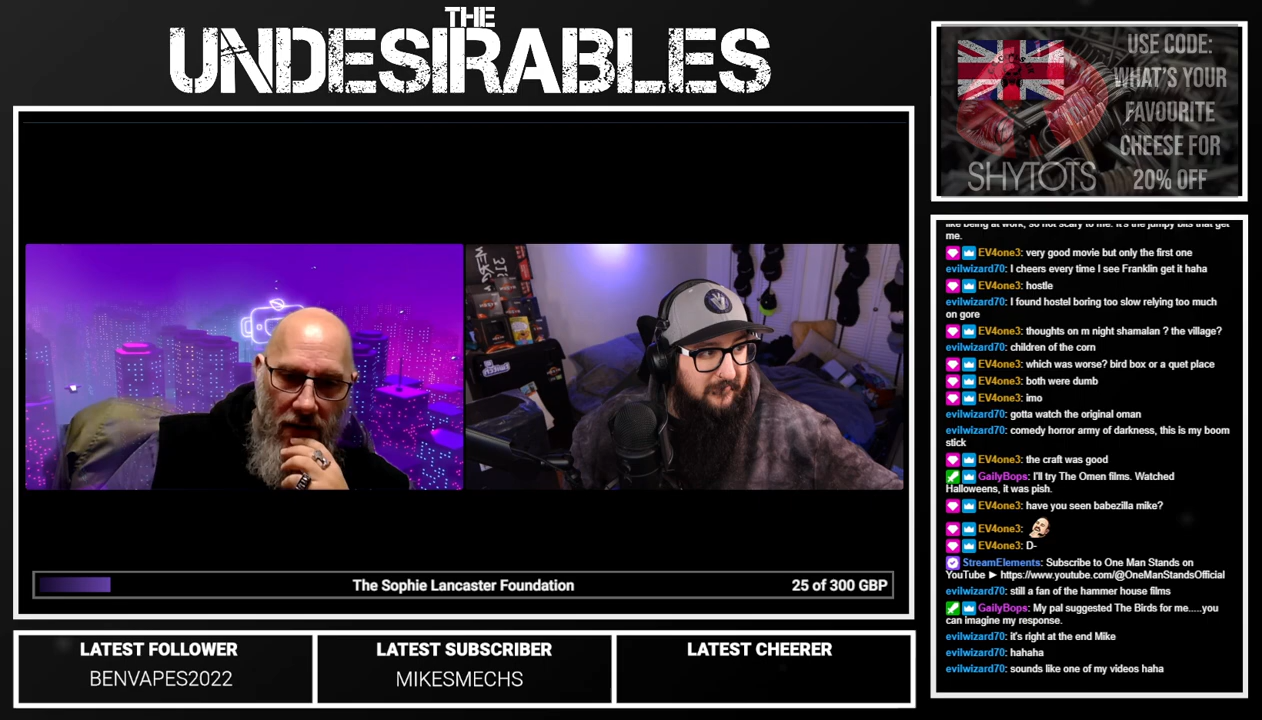 THE
UNDESIRABLES
USE CODE:
WHAT'S YOUR
FAVOURITE
CHEESE FOR
20% OFF
SHYTOTS
like being at work, so not scary to me. It's the jumpy bits that get
me.
EV4one3: very good movie but only the first one
evilwizard70: I cheers every time I see Franklin get it haha
EV4one3: hostle
evilwizard70: I found hostel boring too slow relying too much
on gore
EV4one3: thoughts on m night shamalan ? the village?
evilwizard70: children of the corn
EV4one3: which was worse? bird box or a quet place
EV4one3: both were dumb
EV4one3: imo
evilwizard70: gotta watch the original oman
evilwizard70: comedy horror army of darkness, this is my boom
stick
EV4one3: the craft was good
GailyBops: I'll try The Omen films. Watched
Halloweens, it was pish.
EV4one3: have you seen babezilla mike?
EV4one3:
EV4one3: D-
StreamElements: Subscribe to One Man Stands on
YouTube ► https://www.youtube.com/@OneManStandsOfficial
evilwizard70: still a fan of the hammer house films
GailyBops: My pal suggested The Birds for me.....you
can imagine my response.
evilwizard70: it's right at the end Mike
evilwizard70: hahaha
evilwizard70: sounds like one of my videos haha
The Sophie Lancaster Foundation
25 of 300 GBP
LATEST FOLLOWER
BENVAPES2022
LATEST SUBSCRIBER
MIKESMECHS
LATEST CHEERER